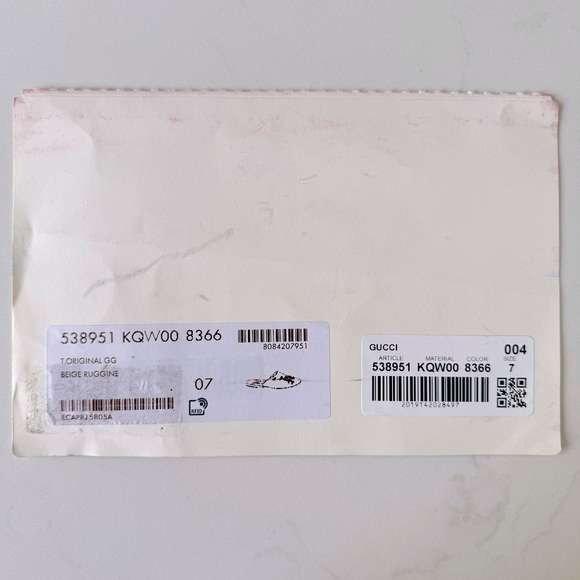 538951 KQW00 8366
8084207951
T.ORIGINAL GG
BEIGE RUGGINE
07
RFID
GUCCI
004
ARTICLE MATERIAL COLOR SIZE
538951 KQW00 8366 7
2019142028497